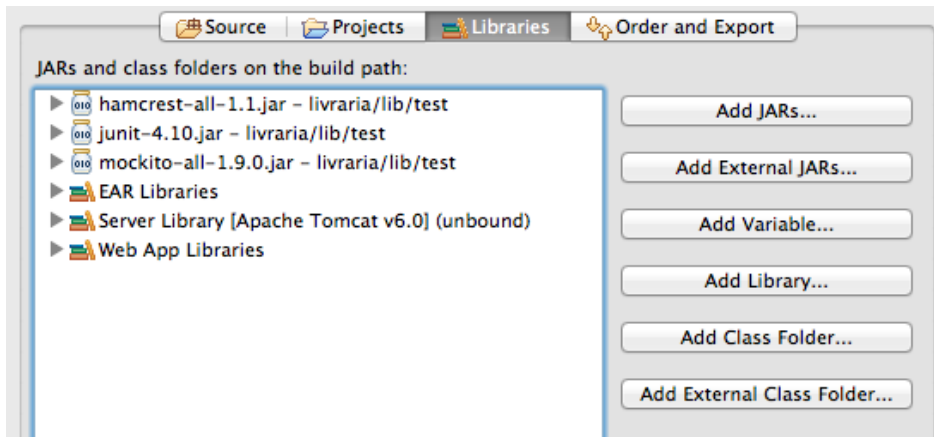 Source Projects Libraries Order and Export
JARs and class folders on the build path:
hamcrest-all-1.1.jar – livraria/lib/test
junit-4.10.jar – livraria/lib/test
mockito-all-1.9.0.jar – livraria/lib/test
EAR Libraries
Server Library [Apache Tomcat v6.0] (unbound)
Web App Libraries
Add JARs...
Add External JARs...
Add Variable...
Add Library...
Add Class Folder...
Add External Class Folder...